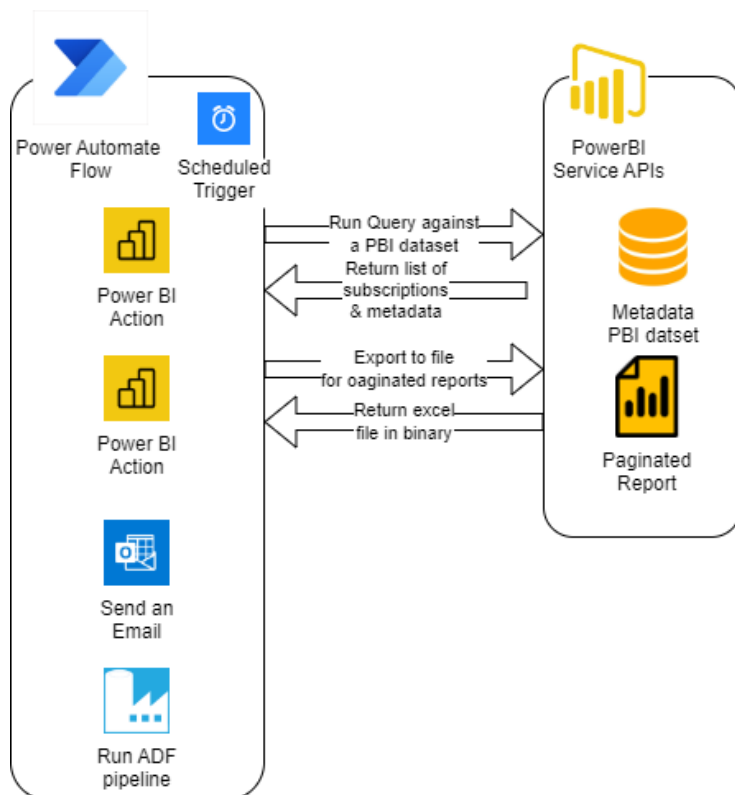 Power Automate
Flow
Scheduled
Trigger
Power BI
Action
Power BI
Action
Send an
Email
Run ADF
pipeline
Run Query against
a PBI dataset
Return list of
subscriptions
& metadata
Export to file
for oaginated reports
Return excel
file in binary
PowerBI
Service APIs
Metadata
PBI datset
Paginated
Report